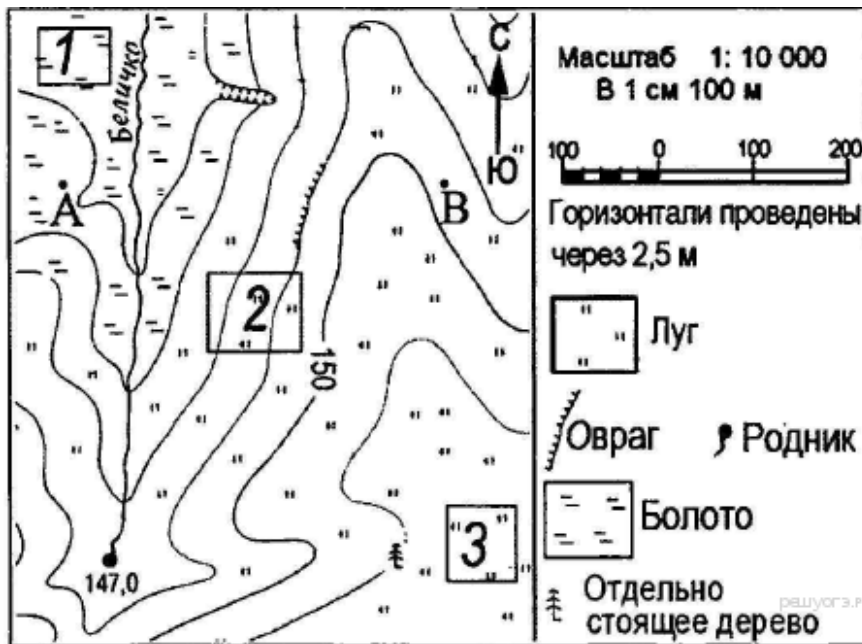 1
Беличко
С
Ю
А
В
2
150
3
147,0
Масштаб 1: 10 000
В 1 см 100 м
100 0 100 200
Горизонтали проведены
через 2,5 м
Луг
Овраг
Родник
Болото
Отдельно
стоящее дерево